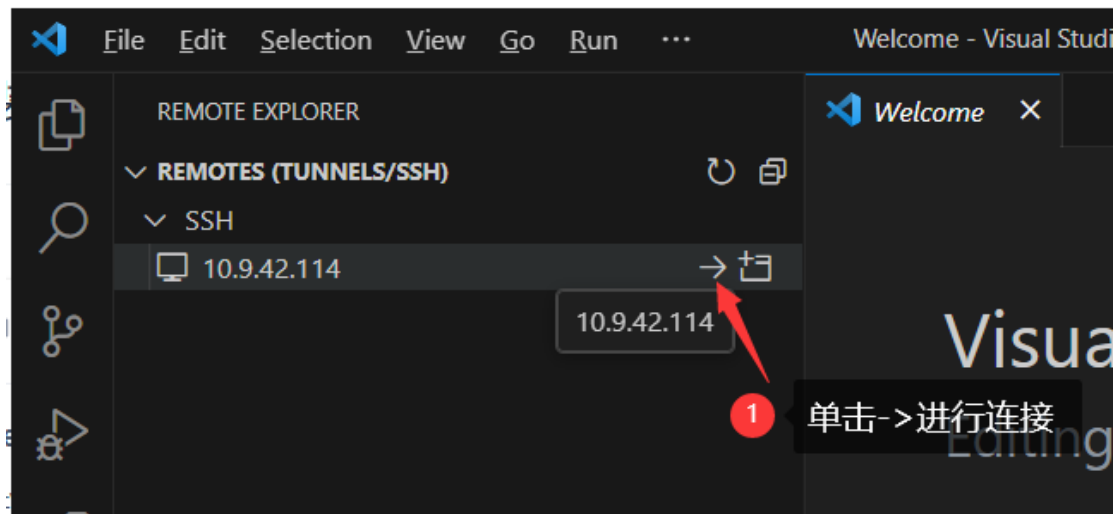 File Edit Selection View Go Run ··· Welcome - Visual Studi
REMOTE EXPLORER
Welcome
REMOTES (TUNNELS/SSH)
SSH
10.9.42.114
10.9.42.114
Visua
1 单击->进行连接
Editing